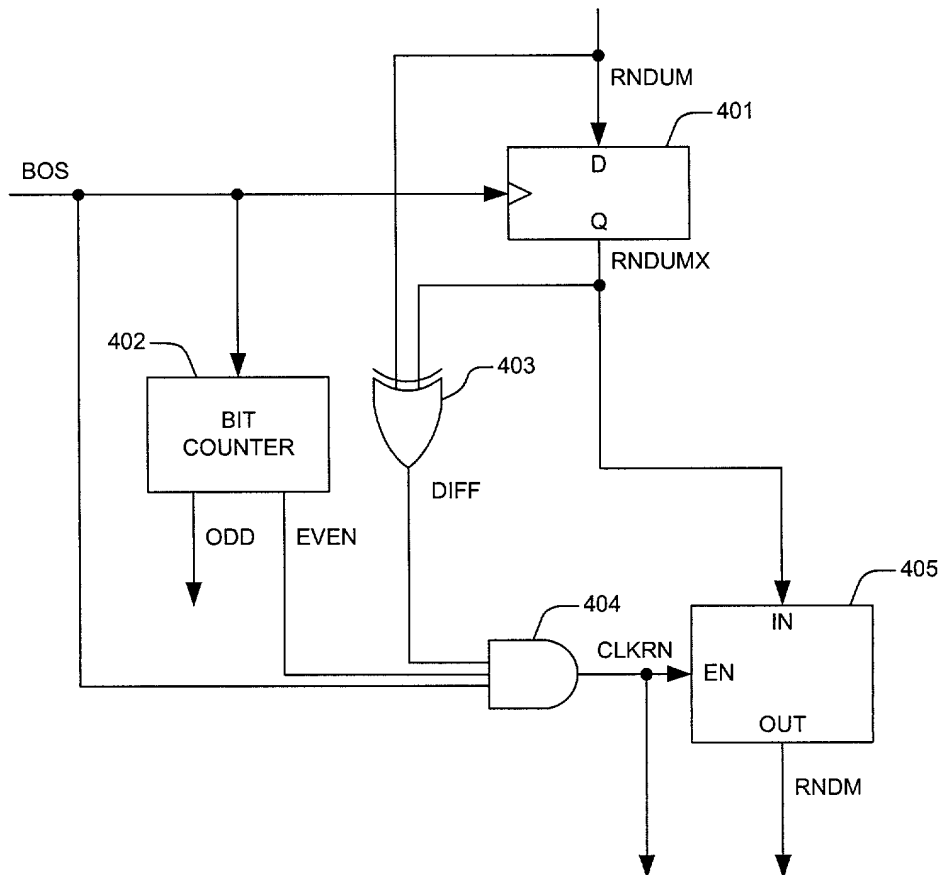 RNDUM
401
BOS
D
Q
RNDUMX
402
403
BIT
COUNTER
DIFF
ODD
EVEN
404
405
CLKRN
IN
EN
OUT
RNDM